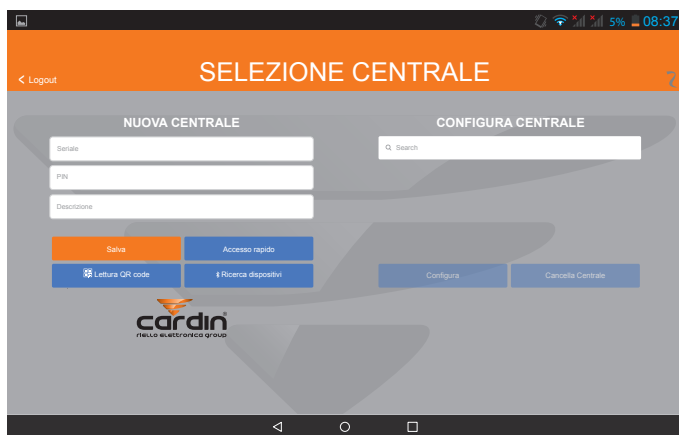 5% 08:37
Logout
SELEZIONE CENTRALE
NUOVA CENTRALE
Seriale
PIN
Descrizione
Salva
Accesso rapido
Lettura QR code
Ricerca dispositivi
CONFIGURA CENTRALE
Search
Configura
Cancella Centrale
cardin
riello elettronica group